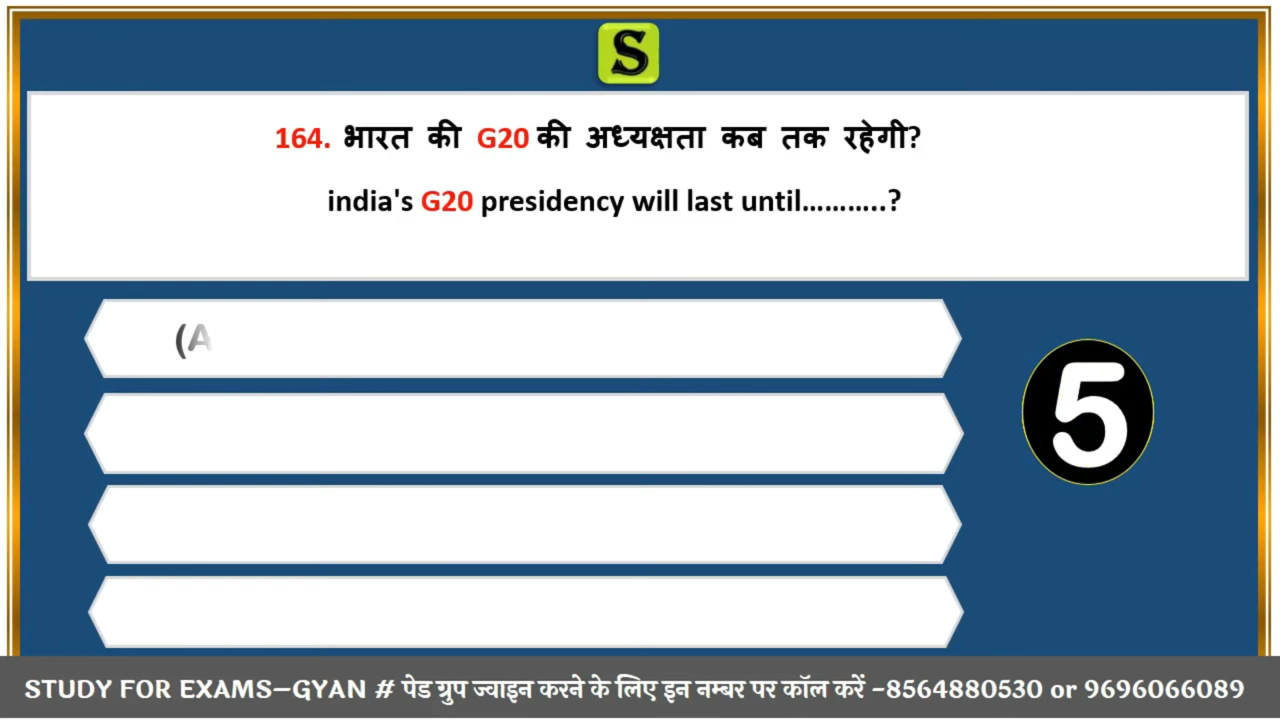 S
164. भारत की G20 की अध्यक्षता कब तक रहेगी?
india's G20 presidency will last until………..?
(A
5
STUDY FOR EXAMS–GYAN # पेड ग्रुप ज्वाइन करने के लिए इन नम्बर पर कॉल करें –8564880530 or 9696066089